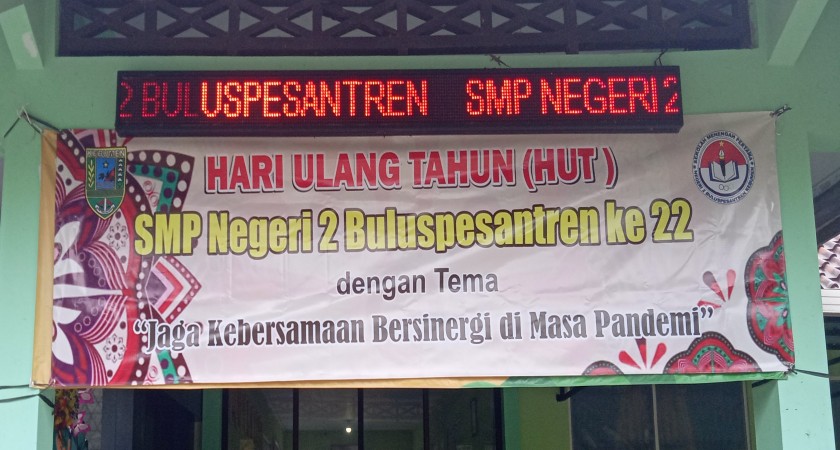 2 BULUSPESANTREN SMP NEGERI 2
HARI ULANG TAHUN (HUT )
SMP Negeri 2 Buluspesantren ke 22
dengan Tema
"Jaga Kebersamaan Bersinergi di Masa Pandemi"